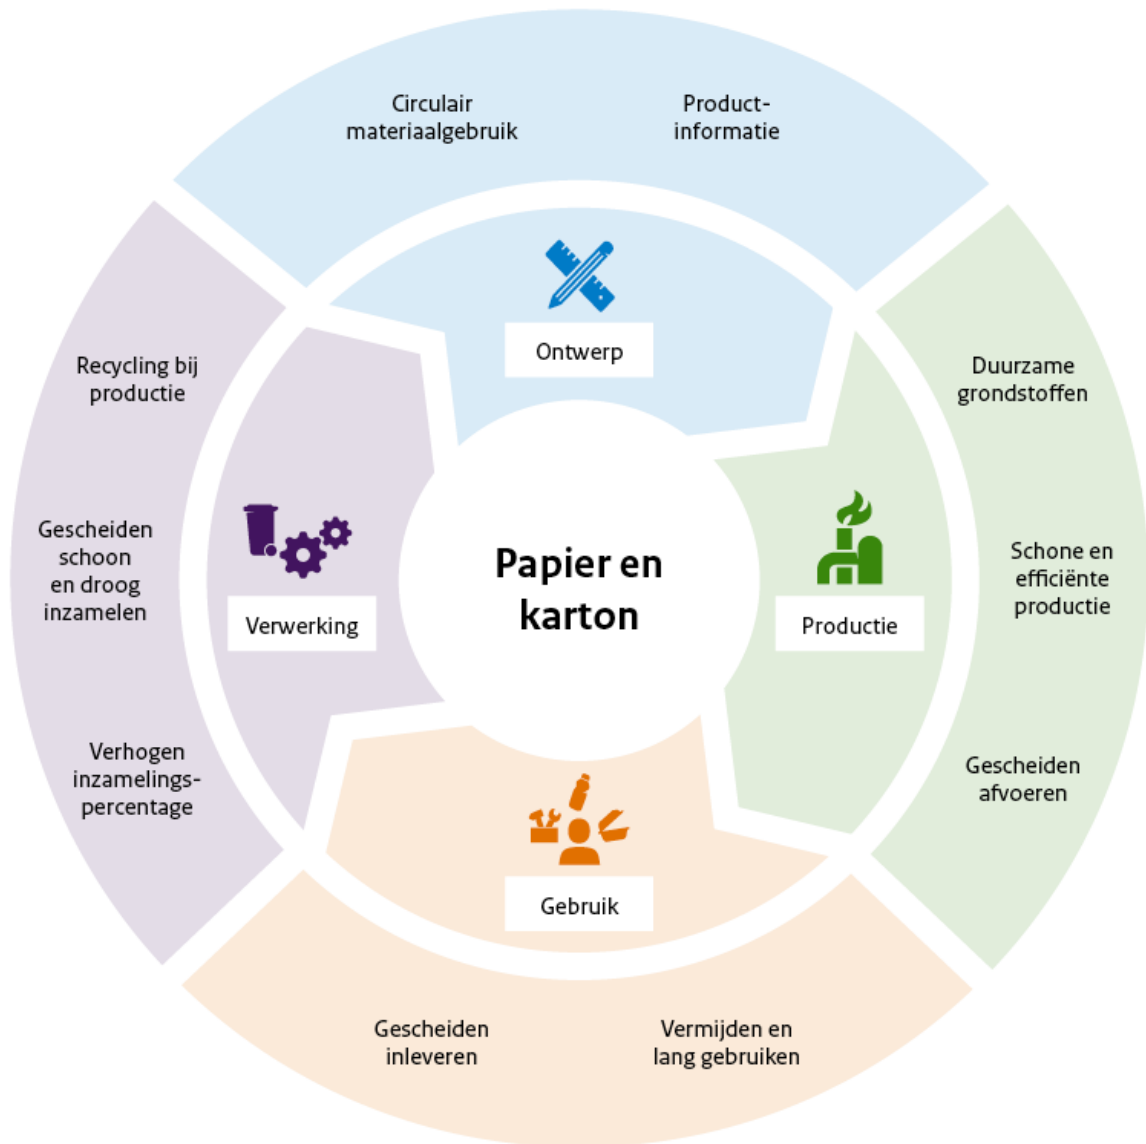 Circulair
materiaalgebruik
Product-
informatie
Ontwerp
Recycling bij
productie
Duurzame
grondstoffen
Gescheiden
schoon
en droog
inzamelen
Verwerking
Papier en
karton
Productie
Schone en
efficiënte
productie
Verhogen
inzamelings-
percentage
Gescheiden
afvoeren
Gebruik
Gescheiden
inleveren
Vermijden en
lang gebruiken